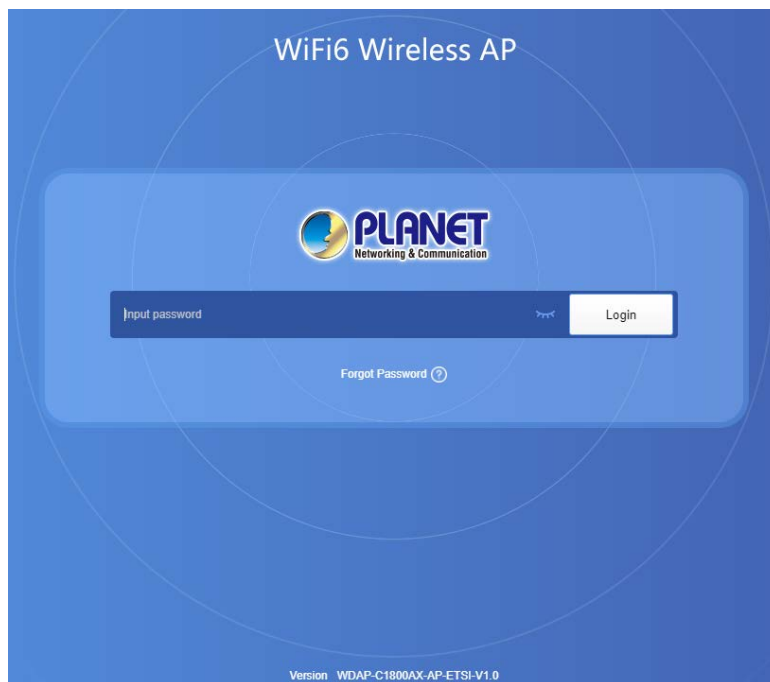 WiFi6 Wireless AP
PLANET
Networking & Communication
Input password
Login
Forgot Password ?
Version WDAP-C1800AX-AP-ETSI-V1.0